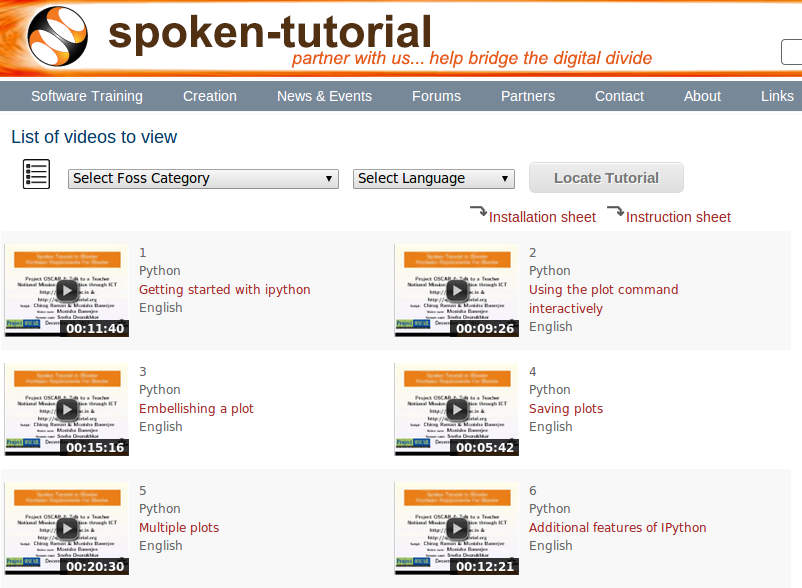 spoken-tutorial
partner with us... help bridge the digital divide
Software Training Creation News & Events Forums Partners Contact About Links
List of videos to view
Select Foss Category Select Language Locate Tutorial
Installation sheet Instruction sheet
1
Python
Getting started with ipython
English
00:11:40
2
Python
Using the plot command
interactively
English
00:09:26
3
Python
Embellishing a plot
English
00:15:16
4
Python
Saving plots
English
00:05:42
5
Python
Multiple plots
English
00:20:30
6
Python
Additional features of IPython
English
00:12:21